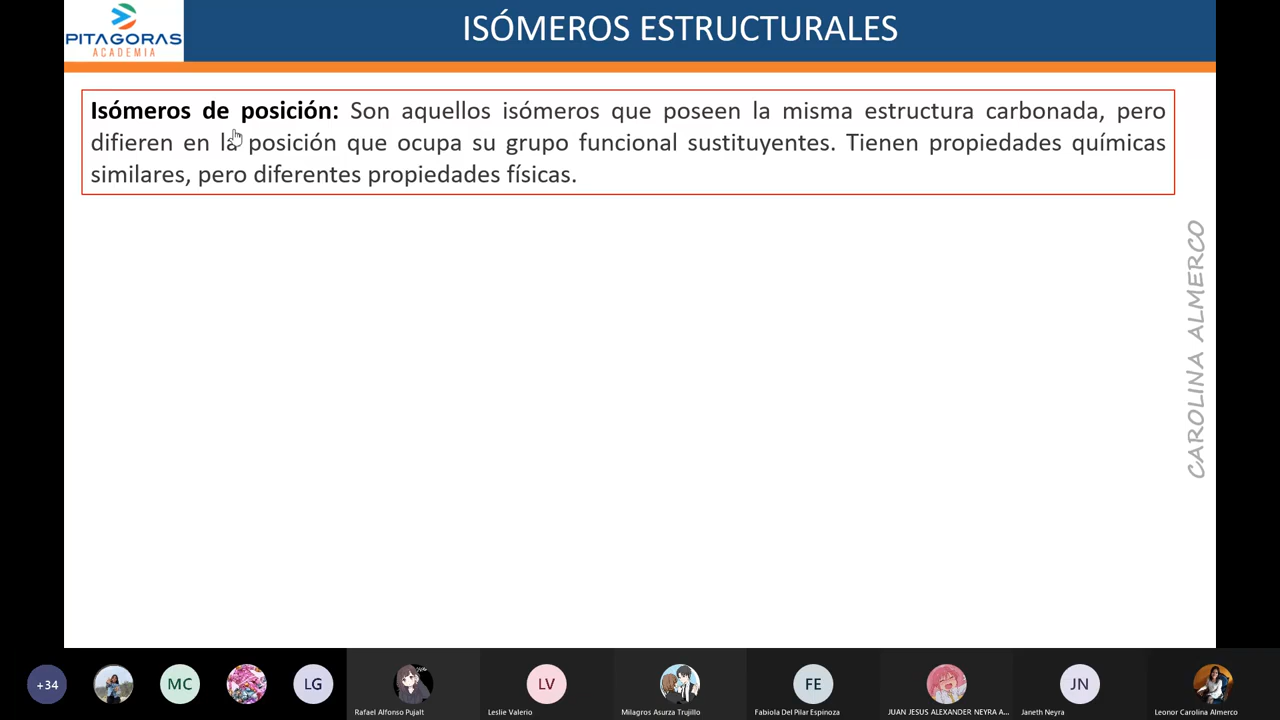 PITAGORAS
ACADEMIA
ISÓMEROS ESTRUCTURALES
Isómeros de posición: Son aquellos isómeros que poseen la misma estructura carbonada, pero
difieren en la posición que ocupa su grupo funcional sustituyentes. Tienen propiedades químicas
similares, pero diferentes propiedades físicas.
CAROLINA ALMERCO
+34
MC
LG
LV
FE
JN
Rafael Alfonso Pujalt
Leslie Valerio
Milagros Asurza Trujillo
Fabiola Del Pilar Espinoza
JUAN JESUS ALEXANDER NEYRA A...
Janeth Neyra
Leonor Carolina Almerco